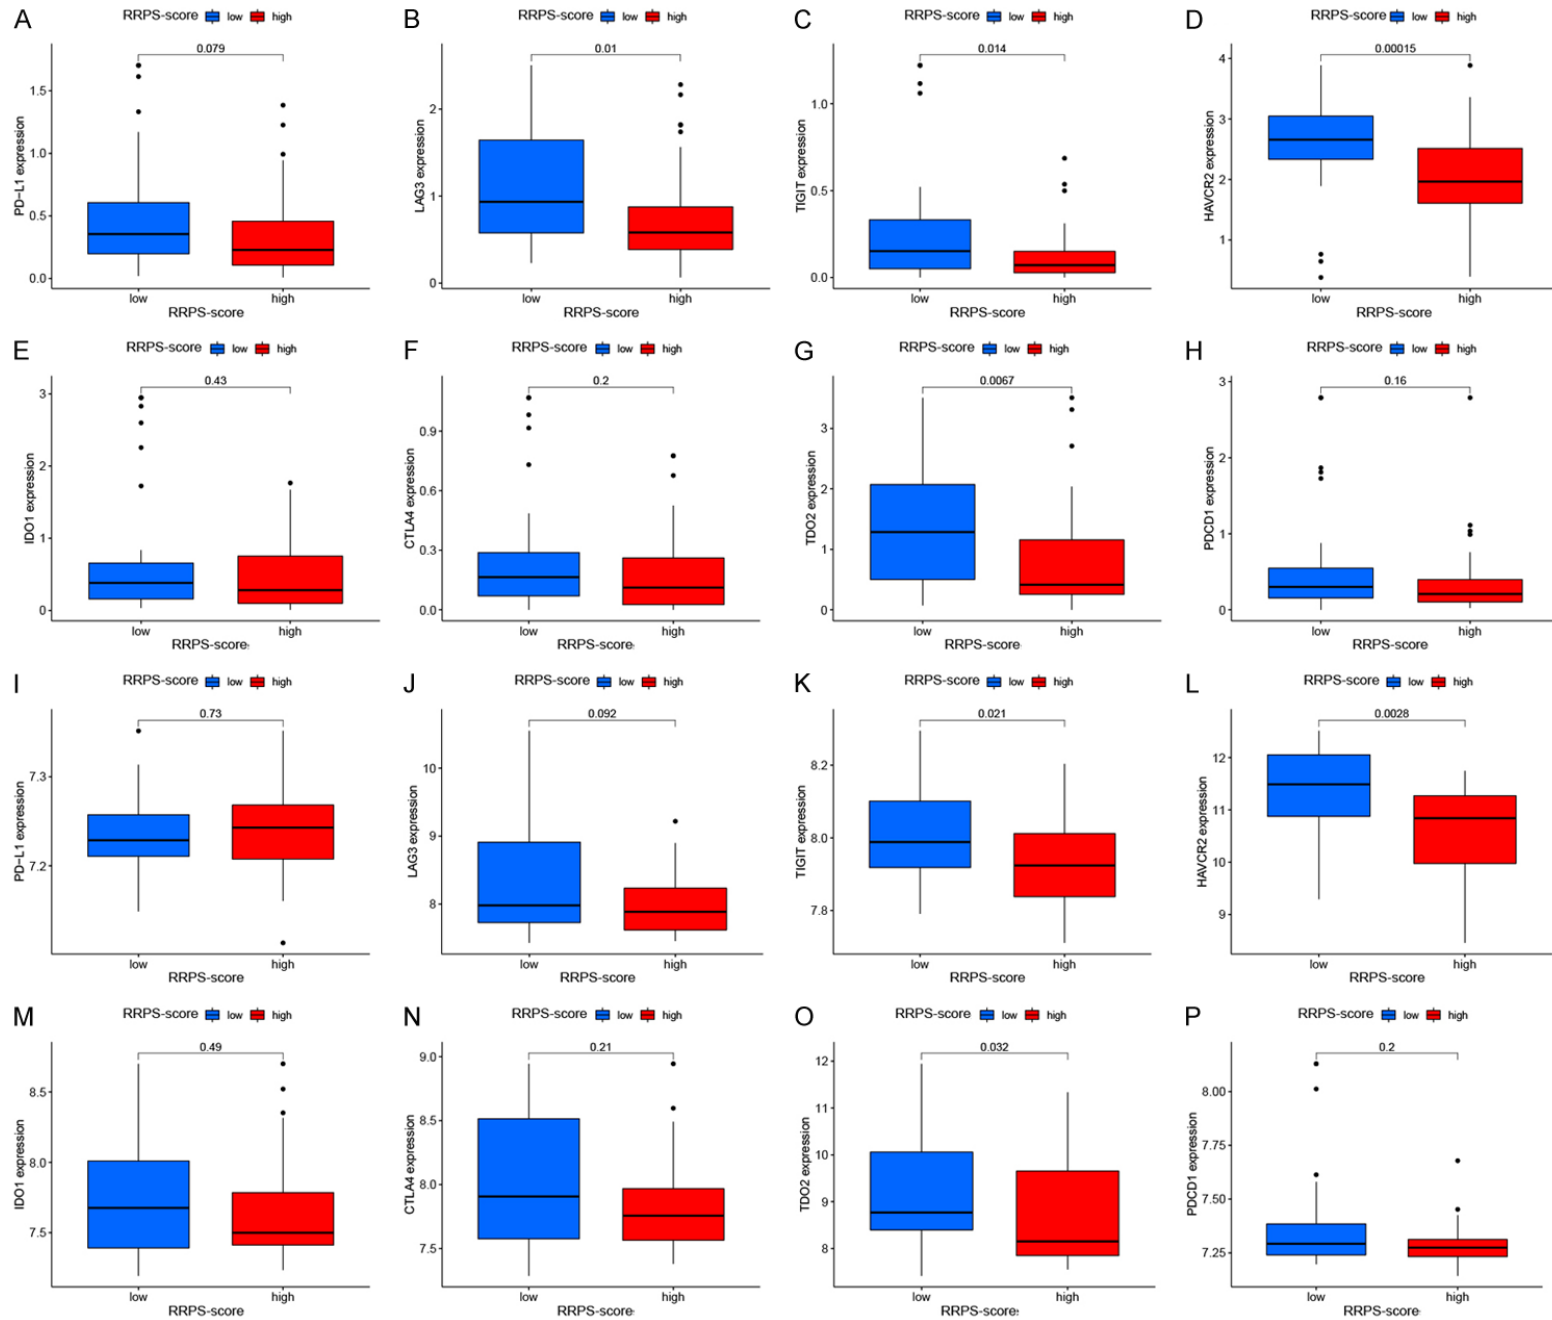 A RRPS-score low high
0.079
PD-L1 expression
1.5
1.0
0.5
0.0
low high
RRPS-score
B RRPS-score low high
0.01
LAG3 expression
2
1
0
low high
RRPS-score
C RRPS-score low high
0.014
TIGIT expression
1.0
0.5
0.0
low high
RRPS-score
D RRPS-score low high
0.00015
HAVCR2 expression
4
3
2
1
low high
RRPS-score
E RRPS-score low high
0.43
IDO1 expression
3
2
1
0
low high
RRPS-score
F RRPS-score low high
0.2
CTLA4 expression
0.9
0.6
0.3
0.0
low high
RRPS-score
G RRPS-score low high
0.0067
TDO2 expression
3
2
1
0
low high
RRPS-score
H RRPS-score low high
0.16
PDCD1 expression
3
2
1
0
low high
RRPS-score
I RRPS-score low high
0.73
PD-L1 expression
7.3
7.2
low high
RRPS-score
J RRPS-score low high
0.092
LAG3 expression
10
9
8
low high
RRPS-score
K RRPS-score low high
0.021
TIGIT expression
8.2
8.0
7.8
low high
RRPS-score
L RRPS-score low high
0.0028
HAVCR2 expression
12
11
10
9
low high
RRPS-score
M RRPS-score low high
0.49
IDO1 expression
8.5
8.0
7.5
low high
RRPS-score
N RRPS-score low high
0.21
CTLA4 expression
9.0
8.5
8.0
7.5
low high
RRPS-score
O RRPS-score low high
0.032
TDO2 expression
12
11
10
9
8
low high
RRPS-score
P RRPS-score low high
0.2
PDCD1 expression
8.00
7.75
7.50
7.25
low high
RRPS-score